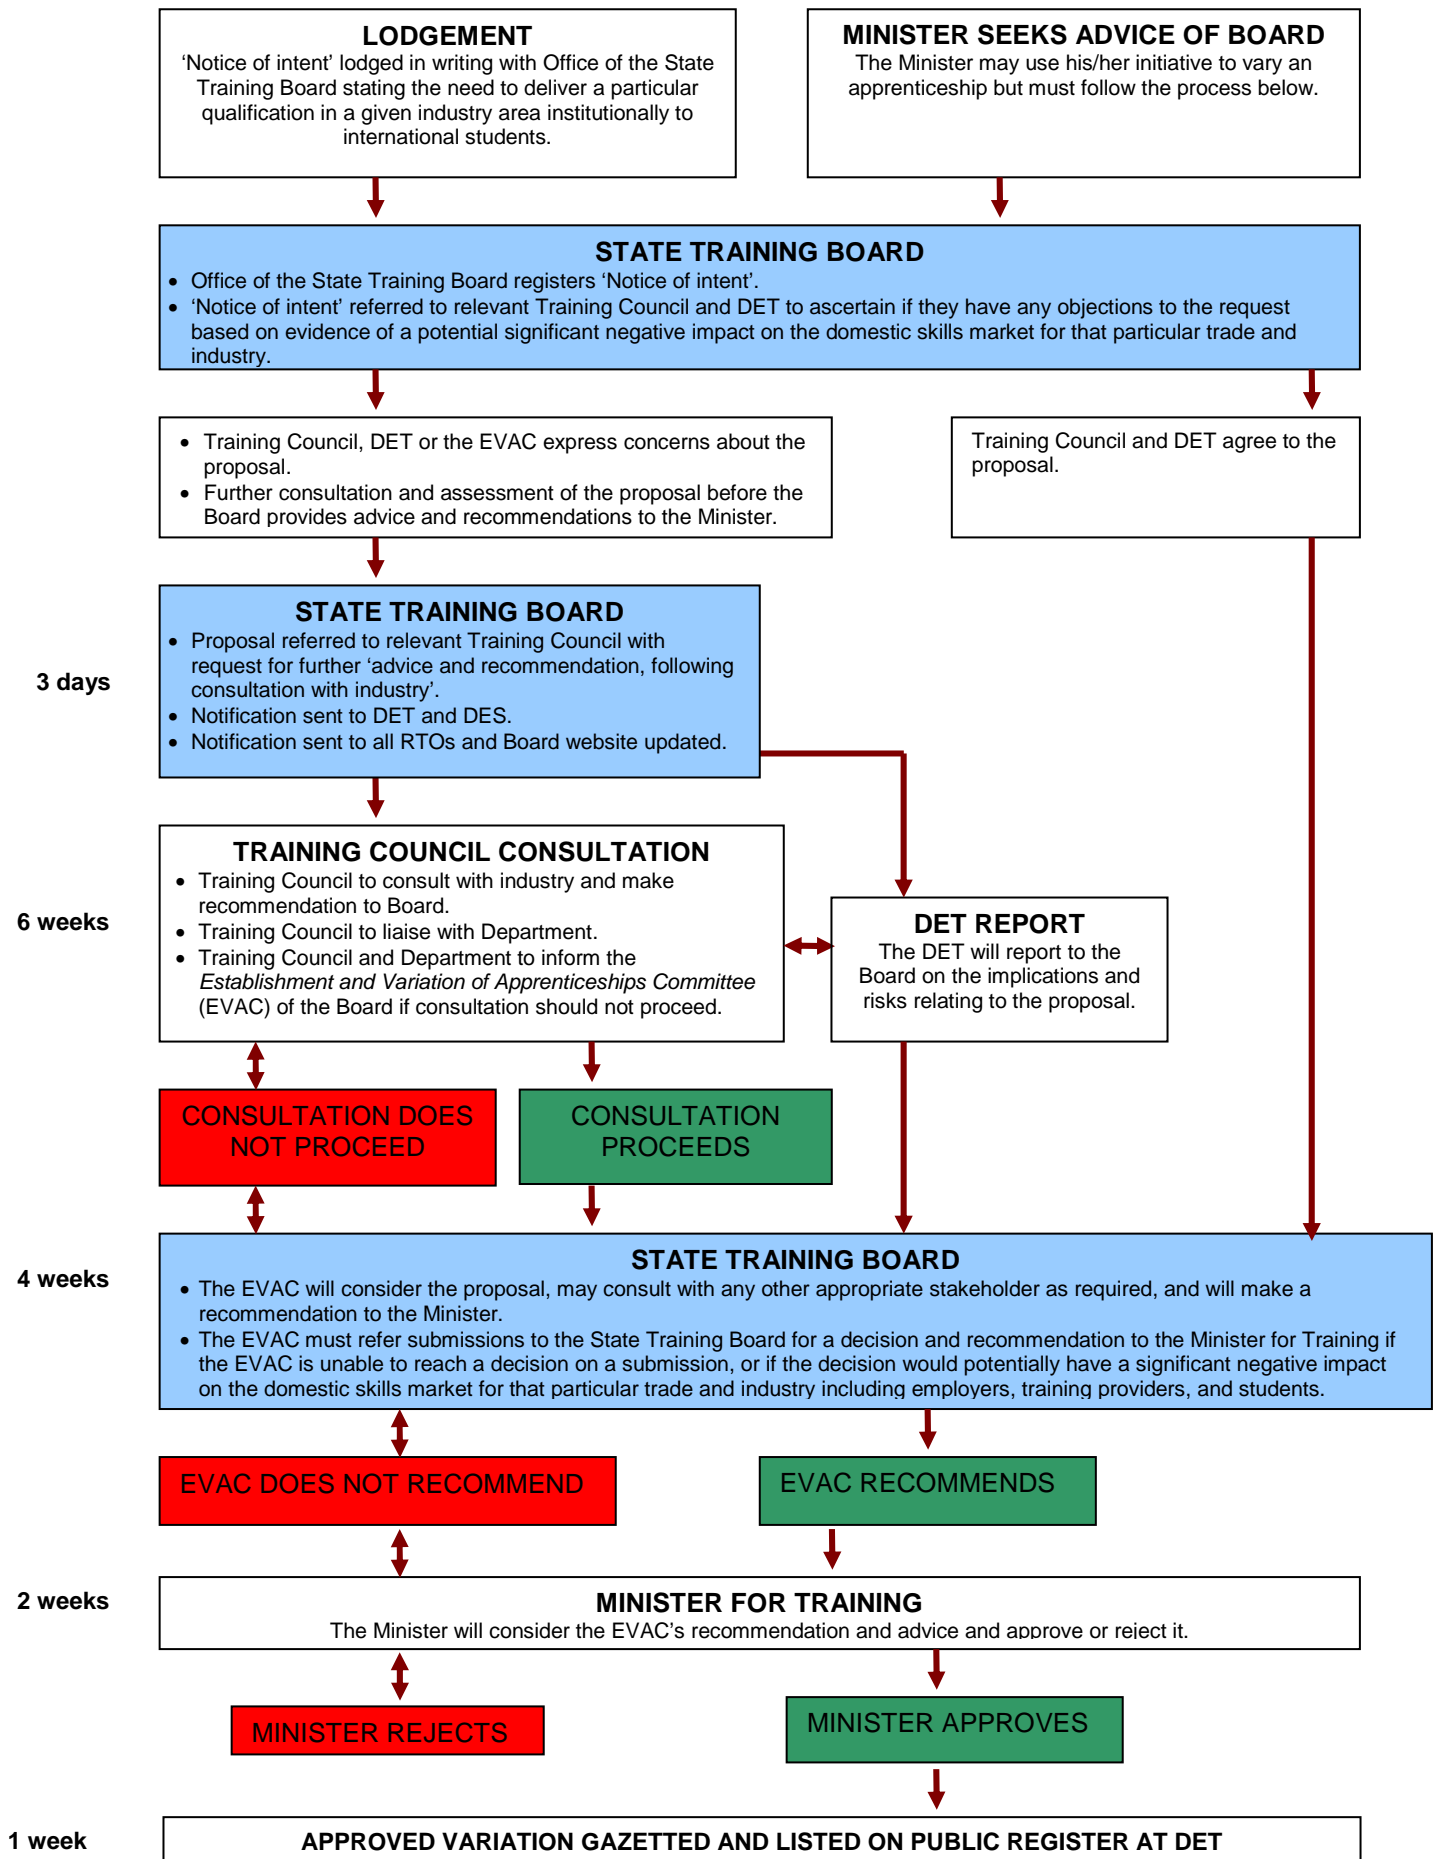 LODGEMENT
‘Notice of intent’ lodged in writing with Office of the State
Training Board stating the need to deliver a particular
qualification in a given industry area institutionally to
international students.
MINISTER SEEKS ADVICE OF BOARD
The Minister may use his/her initiative to vary an
apprenticeship but must follow the process below.
STATE TRAINING BOARD
• Office of the State Training Board registers ‘Notice of intent’.
• ‘Notice of intent’ referred to relevant Training Council and DET to ascertain if they have any objections to the request
based on evidence of a potential significant negative impact on the domestic skills market for that particular trade and
industry.
• Training Council, DET or the EVAC express concerns about the
proposal.
• Further consultation and assessment of the proposal before the
Board provides advice and recommendations to the Minister.
Training Council and DET agree to the
proposal.
3 days
STATE TRAINING BOARD
• Proposal referred to relevant Training Council with
request for further ‘advice and recommendation, following
consultation with industry’.
• Notification sent to DET and DES.
• Notification sent to all RTOs and Board website updated.
6 weeks
TRAINING COUNCIL CONSULTATION
• Training Council to consult with industry and make
recommendation to Board.
• Training Council to liaise with Department.
• Training Council and Department to inform the
Establishment and Variation of Apprenticeships Committee
(EVAC) of the Board if consultation should not proceed.
DET REPORT
The DET will report to the
Board on the implications and
risks relating to the proposal.
CONSULTATION DOES
NOT PROCEED
CONSULTATION
PROCEEDS
4 weeks
STATE TRAINING BOARD
• The EVAC will consider the proposal, may consult with any other appropriate stakeholder as required, and will make a
recommendation to the Minister.
• The EVAC must refer submissions to the State Training Board for a decision and recommendation to the Minister for Training if
the EVAC is unable to reach a decision on a submission, or if the decision would potentially have a significant negative impact
on the domestic skills market for that particular trade and industry including employers, training providers, and students.
EVAC DOES NOT RECOMMEND
EVAC RECOMMENDS
2 weeks
MINISTER FOR TRAINING
The Minister will consider the EVAC’s recommendation and advice and approve or reject it.
MINISTER REJECTS
MINISTER APPROVES
1 week
APPROVED VARIATION GAZETTED AND LISTED ON PUBLIC REGISTER AT DET